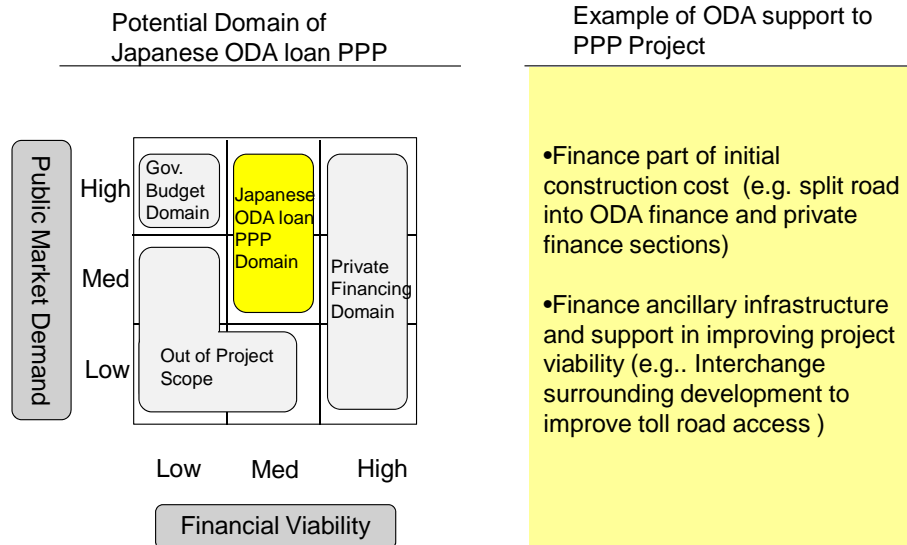 Potential Domain of
Japanese ODA loan PPP
Example of ODA support to
PPP Project
Public Market Demand
High
Med
Low
Gov.
Budget
Domain
Japanese
ODA loan
PPP
Domain
Private
Financing
Domain
Out of Project
Scope
Low
Med
High
Financial Viability
•Finance part of initial
construction cost  (e.g. split road
into ODA finance and private
finance sections)
•Finance ancillary infrastructure
and support in improving project
viability (e.g.. Interchange
surrounding development to
improve toll road access )